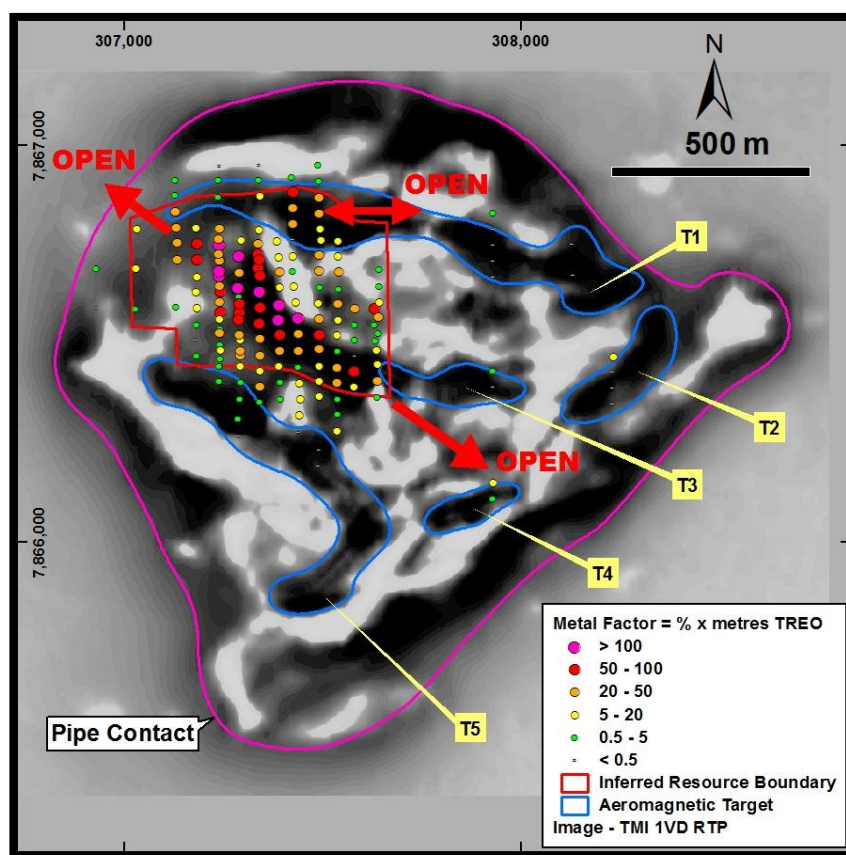 307,000
308,000
N
7,867,000
500 m
OPEN
OPEN
T1
T2
OPEN
T3
7,866,000
T4
T5
Pipe Contact
Metal Factor = % x metres TREO
> 100
50 - 100
20 - 50
5 - 20
0.5 - 5
< 0.5
Inferred Resource Boundary
Aeromagnetic Target
Image - TMI 1VD RTP